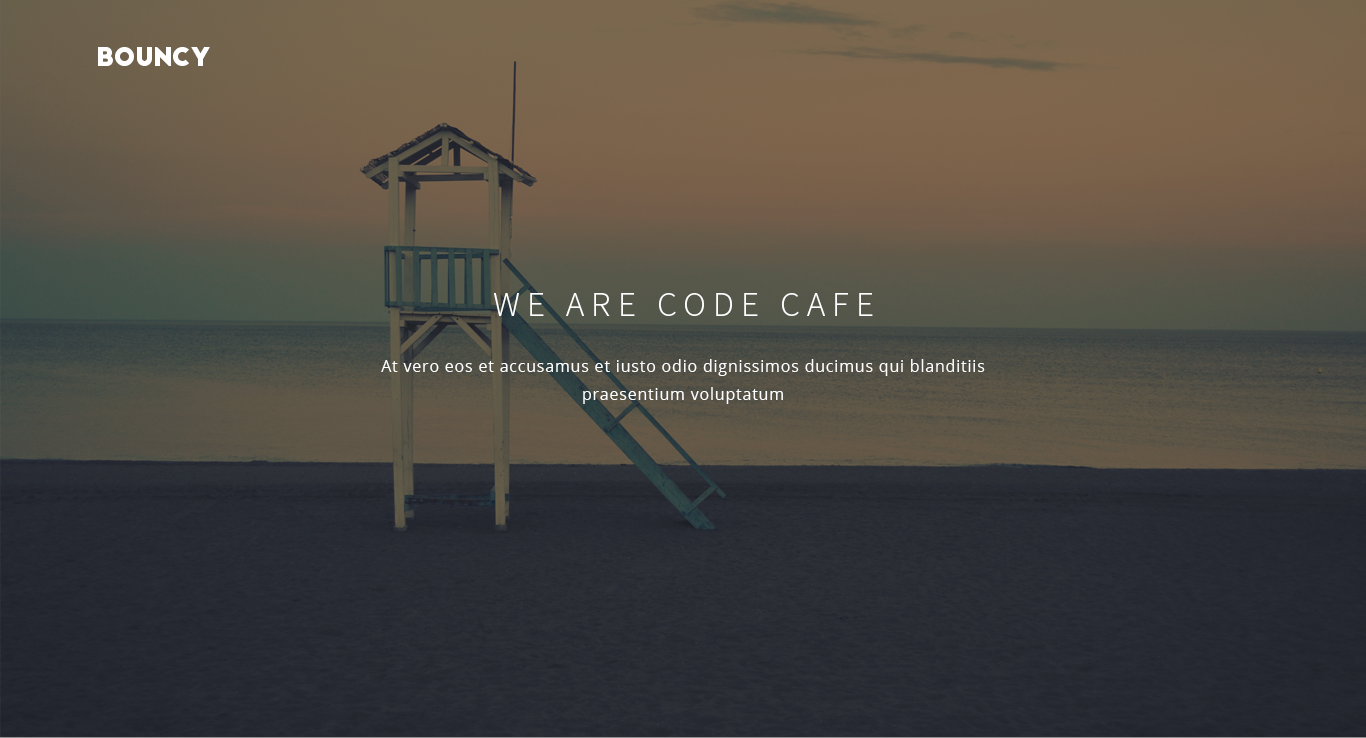 BOUNCY
WE ARE CODE CAFE
At vero eos et accusamus et iusto odio dignissimos ducimus qui blanditiis
praesentium voluptatum